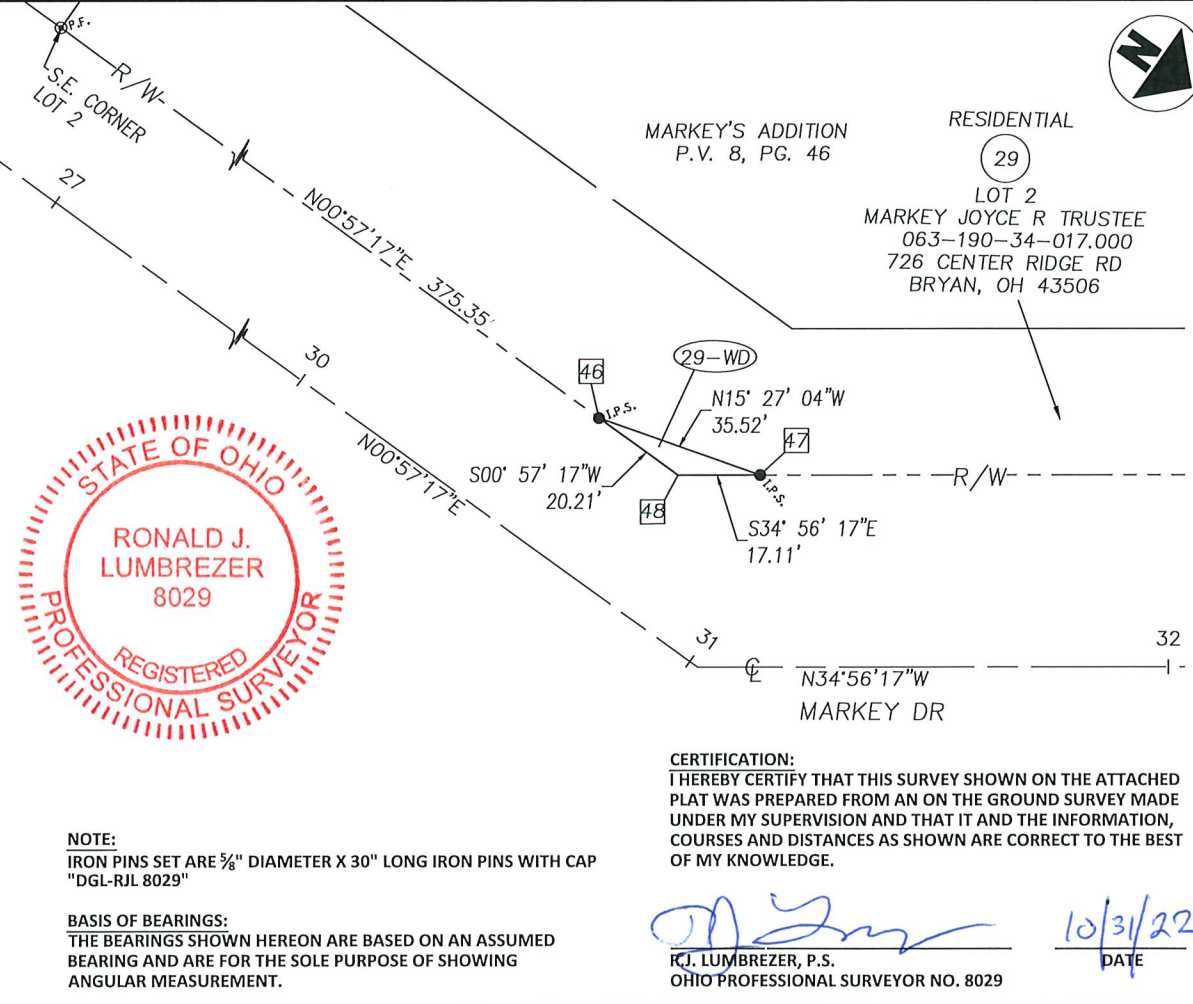 P.F.
S.E. CORNER
LOT 2
R/W
N
MARKEY'S ADDITION
P.V. 8, PG. 46
RESIDENTIAL
29
LOT 2
MARKEY JOYCE R TRUSTEE
063-190-34-017.000
726 CENTER RIDGE RD
BRYAN, OH 43506
27
N00°57'17"E 375.35'
30
46
I.P.S.
29-WD
N15° 27' 04"W
35.52'
47
I.P.S.
R/W
N00°57'17"E
S00° 57' 17"W
20.21'
48
S34° 56' 17"E
17.11'
31
32
℄
N34°56'17"W
MARKEY DR
STATE OF OHIO
RONALD J.
LUMBREZER
8029
REGISTERED
PROFESSIONAL SURVEYOR
CERTIFICATION:
I HEREBY CERTIFY THAT THIS SURVEY SHOWN ON THE ATTACHED
PLAT WAS PREPARED FROM AN ON THE GROUND SURVEY MADE
UNDER MY SUPERVISION AND THAT IT AND THE INFORMATION,
COURSES AND DISTANCES AS SHOWN ARE CORRECT TO THE BEST
OF MY KNOWLEDGE.
NOTE:
IRON PINS SET ARE ⅝" DIAMETER X 30" LONG IRON PINS WITH CAP
"DGL-RJL 8029"
BASIS OF BEARINGS:
THE BEARINGS SHOWN HEREON ARE BASED ON AN ASSUMED
BEARING AND ARE FOR THE SOLE PURPOSE OF SHOWING
ANGULAR MEASUREMENT.
10/31/22
R.J. LUMBREZER, P.S.
DATE
OHIO PROFESSIONAL SURVEYOR NO. 8029